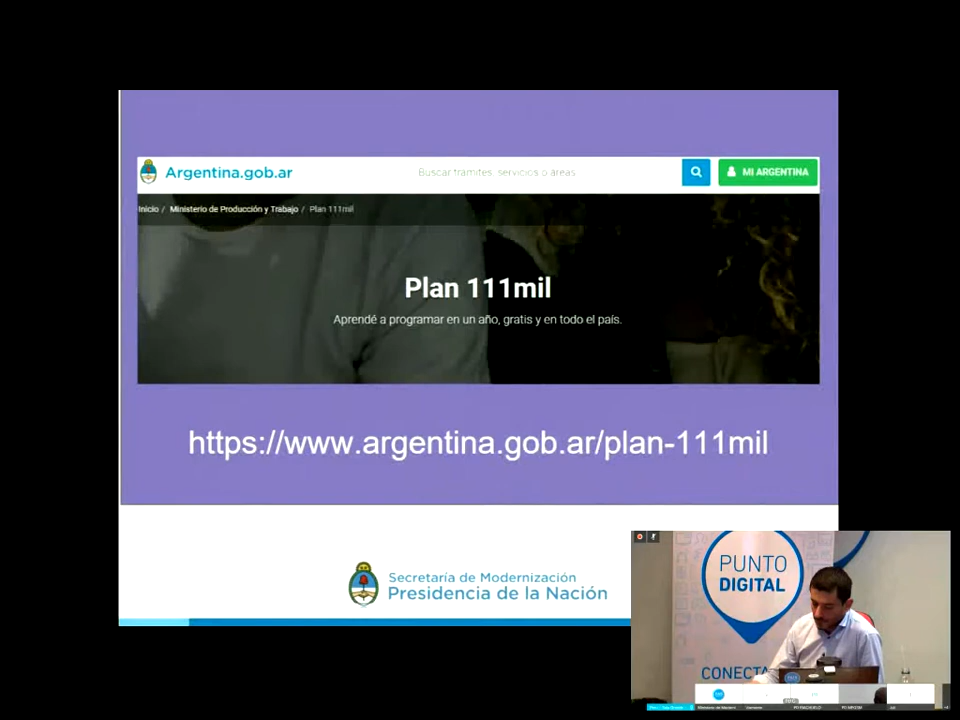 Argentina.gob.ar
Buscar tramites, servicios o áreas
MI ARGENTINA
Inicio / Ministerio de Producción y Trabajo / Plan 111mil
Plan 111mil
Aprendé a programar en un año, gratis y en todo el país.
https://www.argentina.gob.ar/plan-111mil
Secretaría de Modernización
Presidencia de la Nación
PUNTO
DIGITAL
CONECTA